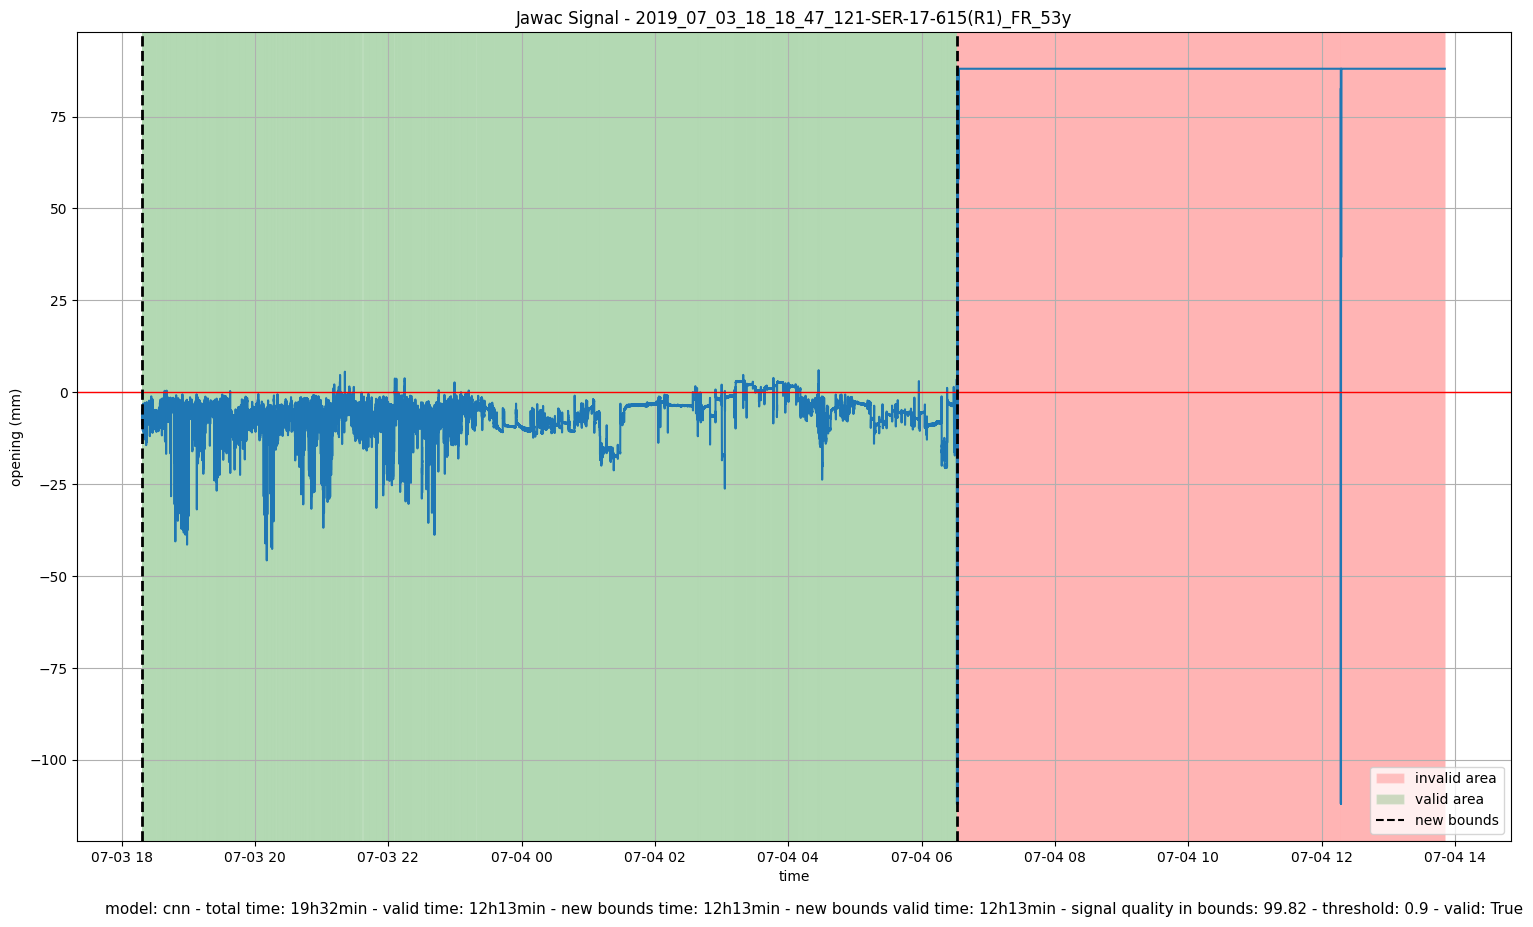 Jawac Signal - 2019_07_03_18_18_47_121-SER-17-615(R1)_FR_53y
75
50
25
0
−25
−50
−75
−100
opening (mm)
07-03 18 07-03 20 07-03 22 07-04 00 07-04 02 07-04 04 07-04 06 07-04 08 07-04 10 07-04 12 07-04 14
time
invalid area
valid area
new bounds
model: cnn - total time: 19h32min - valid time: 12h13min - new bounds time: 12h13min - new bounds valid time: 12h13min - signal quality in bounds: 99.82 - threshold: 0.9 - valid: True